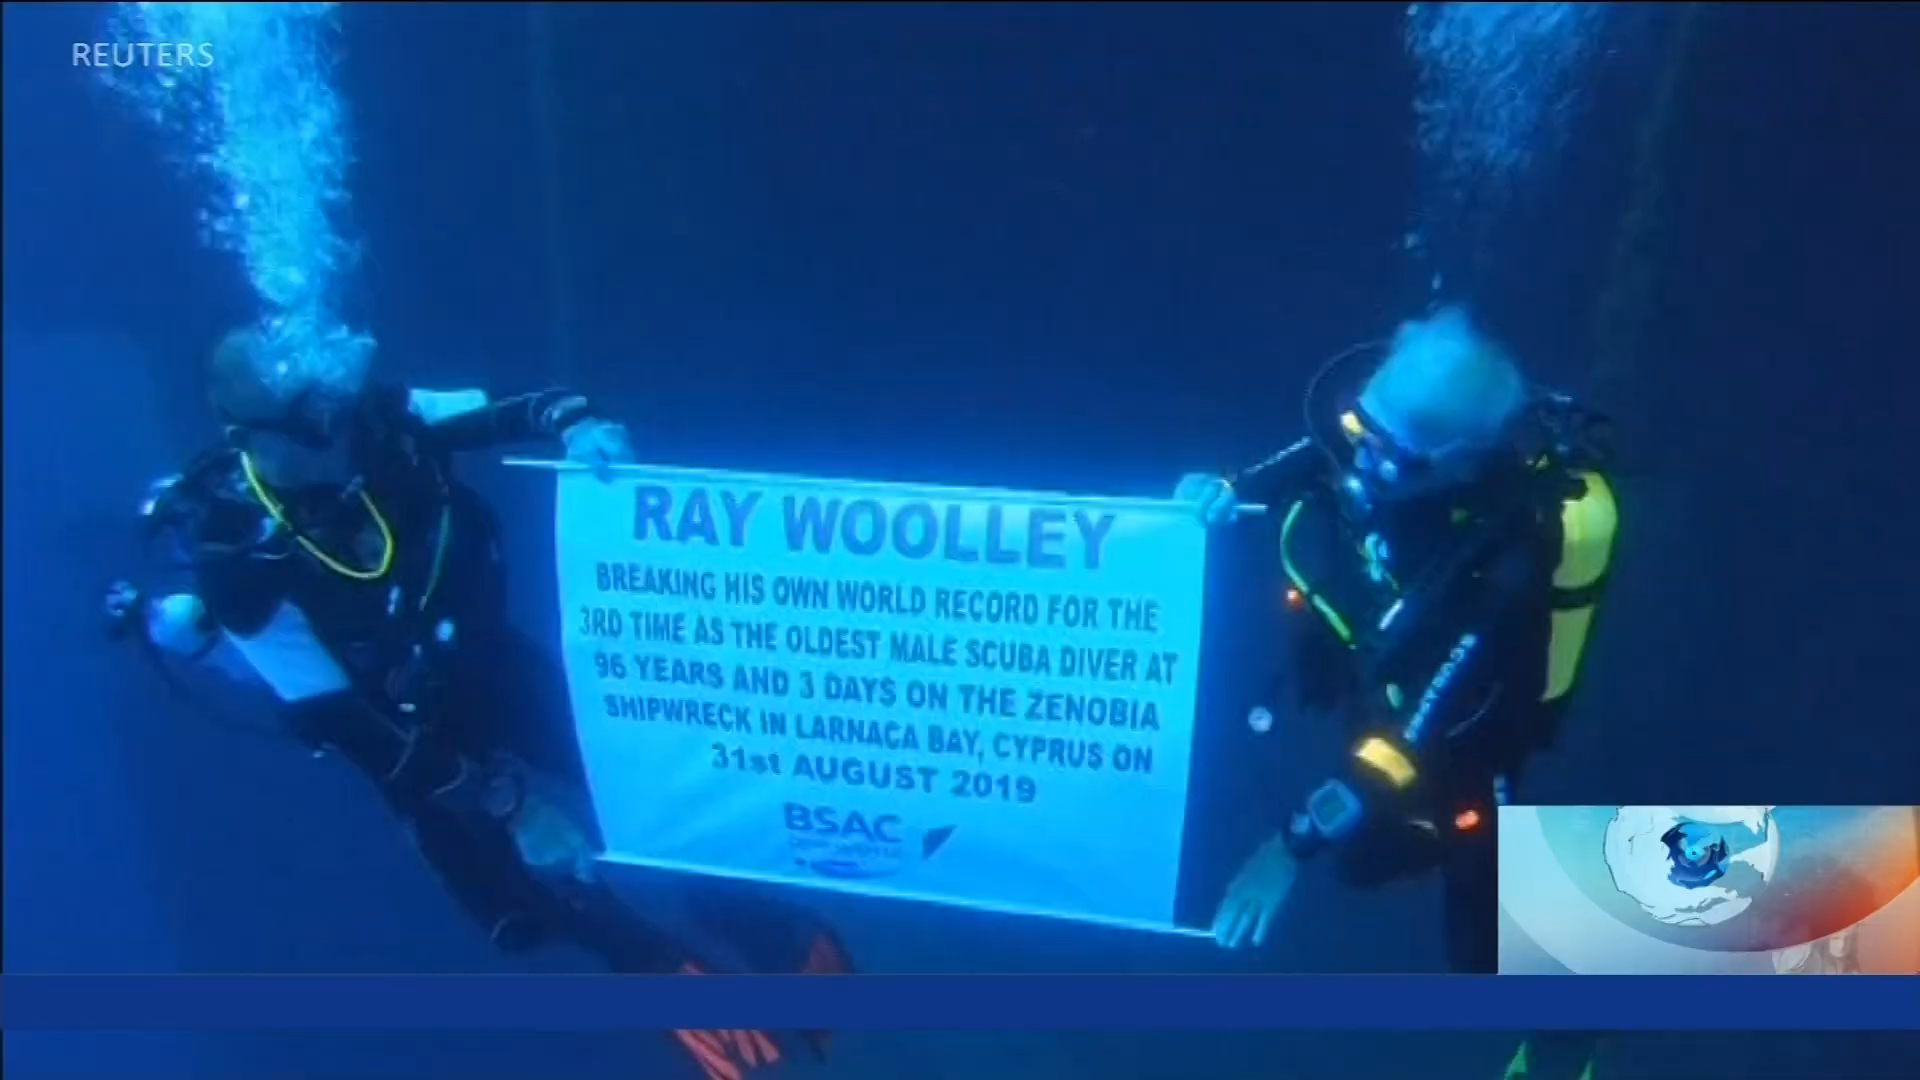 REUTERS
RAY WOOLLEY
BREAKING HIS OWN WORLD RECORD FOR THE
3RD TIME AS THE OLDEST MALE SCUBA DIVER AT
96 YEARS AND 3 DAYS ON THE ZENOBIA
SHIPWRECK IN LARNACA BAY, CYPRUS ON
31st AUGUST 2019
BSAC